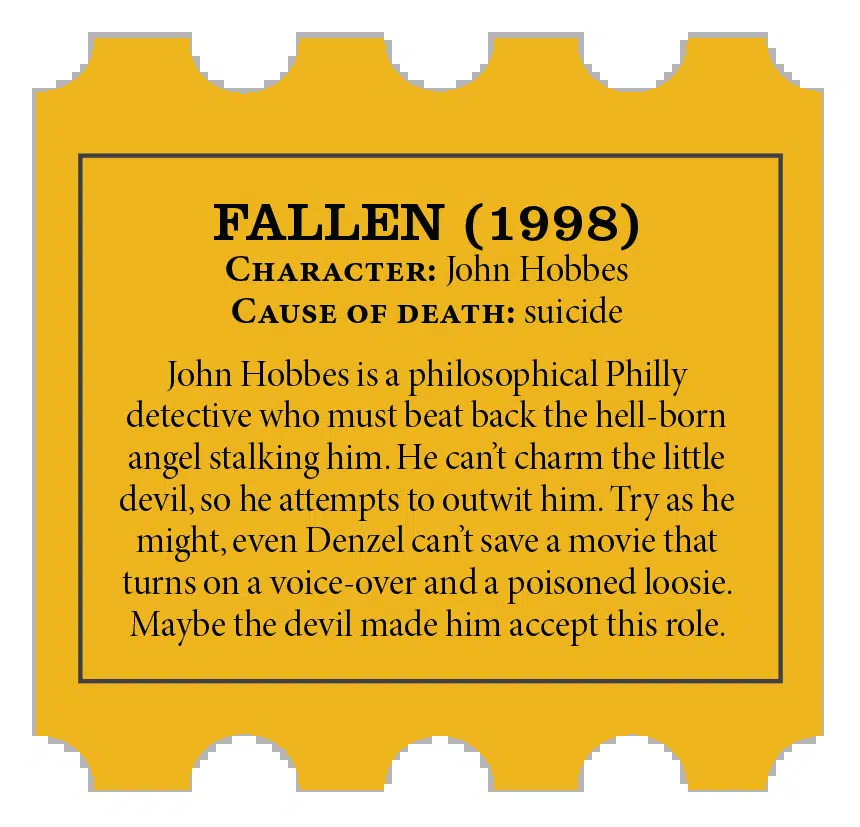 FALLEN (1998)
Character: John Hobbes
Cause of death: suicide
John Hobbes is a philosophical Philly
detective who must beat back the hell-born
angel stalking him. He can’t charm the little
devil, so he attempts to outwit him. Try as he
might, even Denzel can’t save a movie that
turns on a voice-over and a poisoned loosie.
Maybe the devil made him accept this role.